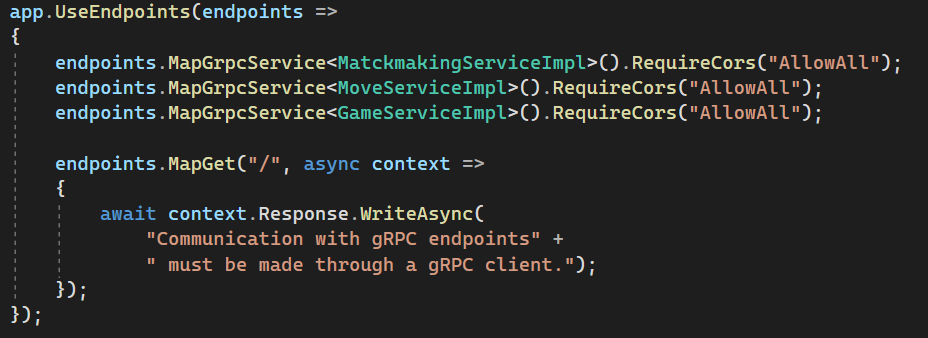 app.UseEndpoints(endpoints =>
{
    endpoints.MapGrpcService<MatckmakingServiceImpl>().RequireCors("AllowAll");
    endpoints.MapGrpcService<MoveServiceImpl>().RequireCors("AllowAll");
    endpoints.MapGrpcService<GameServiceImpl>().RequireCors("AllowAll");

    endpoints.MapGet("/", async context =>
    {
        await context.Response.WriteAsync(
            "Communication with gRPC endpoints" +
            " must be made through a gRPC client.");
    });
});